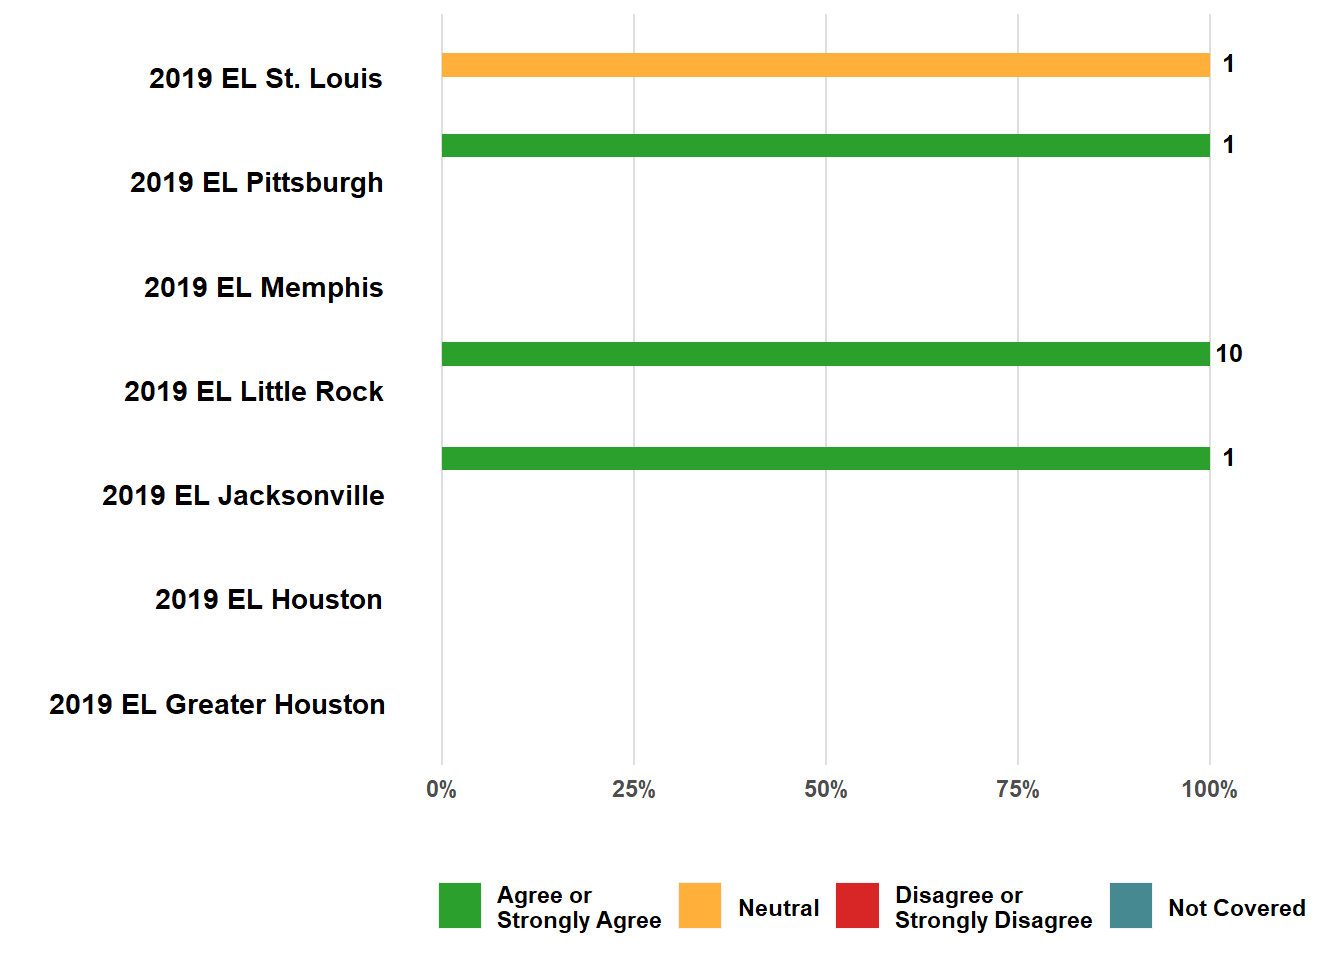 2019 EL St. Louis
1
2019 EL Pittsburgh
1
2019 EL Memphis
2019 EL Little Rock
10
2019 EL Jacksonville
1
2019 EL Houston
2019 EL Greater Houston
0%
25%
50%
75%
100%
Agree or
Strongly Agree
Neutral
Disagree or
Strongly Disagree
Not Covered